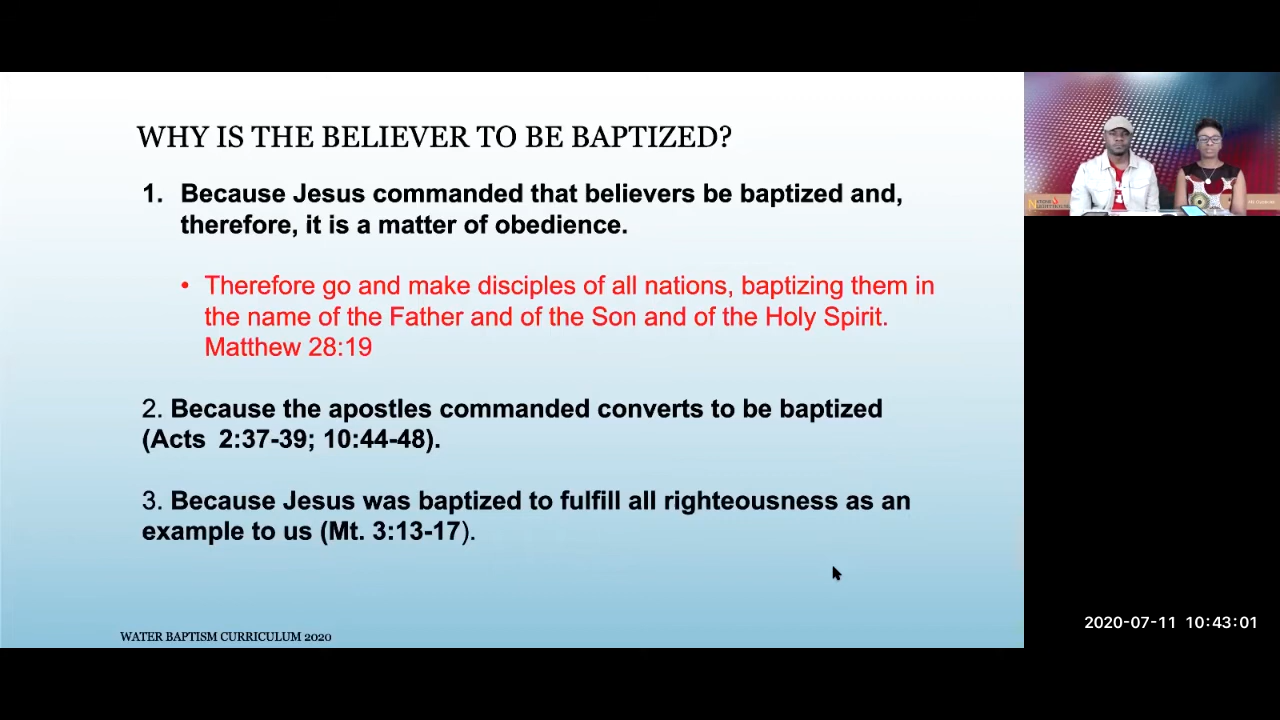 WHY IS THE BELIEVER TO BE BAPTIZED?
1. Because Jesus commanded that believers be baptized and,
therefore, it is a matter of obedience.
• Therefore go and make disciples of all nations, baptizing them in
the name of the Father and of the Son and of the Holy Spirit.
Matthew 28:19
2. Because the apostles commanded converts to be baptized
(Acts 2:37-39; 10:44-48).
3. Because Jesus was baptized to fulfill all righteousness as an
example to us (Mt. 3:13-17).
WATER BAPTISM CURRICULUM 2020
2020-07-11 10:43:01